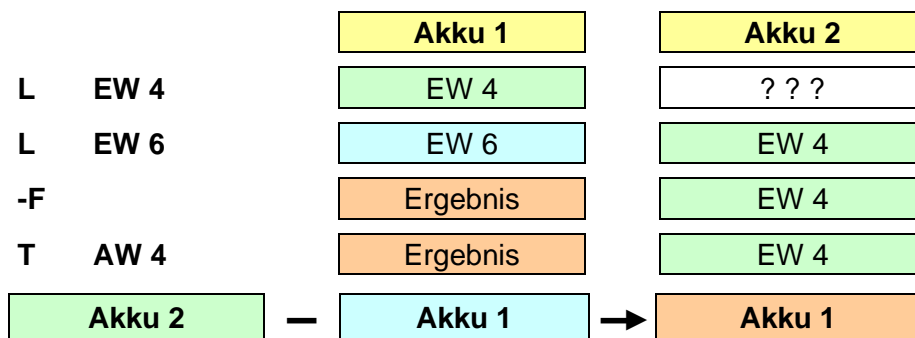 Akku 1 Akku 2
L EW 4 EW 4 ? ? ?
L EW 6 EW 6 EW 4
-F Ergebnis EW 4
T AW 4 Ergebnis EW 4
Akku 2 – Akku 1 → Akku 1